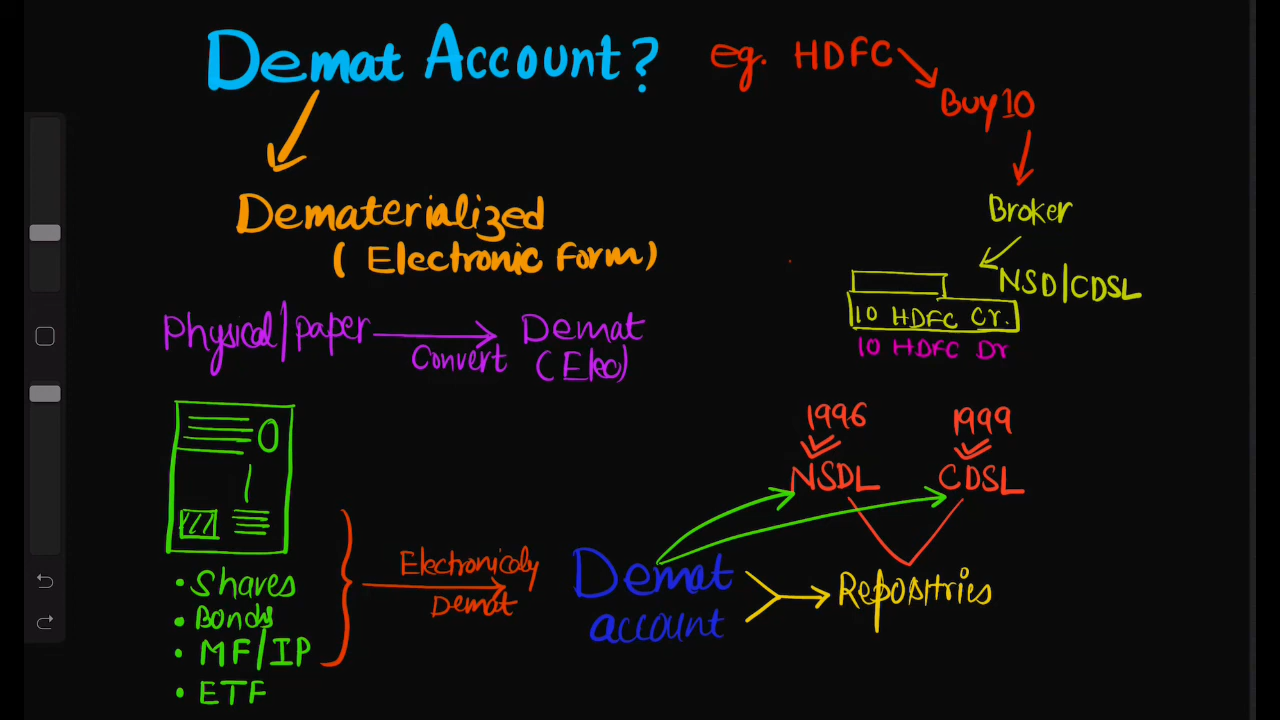 Demat Account?
eg. HDFC
Buy 10
Broker
NSD/CDSL
10 HDFC Cr.
10 HDFC Dr
Dematerialized
(Electronic Form)
Physical/paper
Convert
Demat
(Elec)
1996
NSDL
1999
CDSL
Shares
Bonds
MF/IP
ETF
Electronicoly
Demat
Demat
account
Repositries